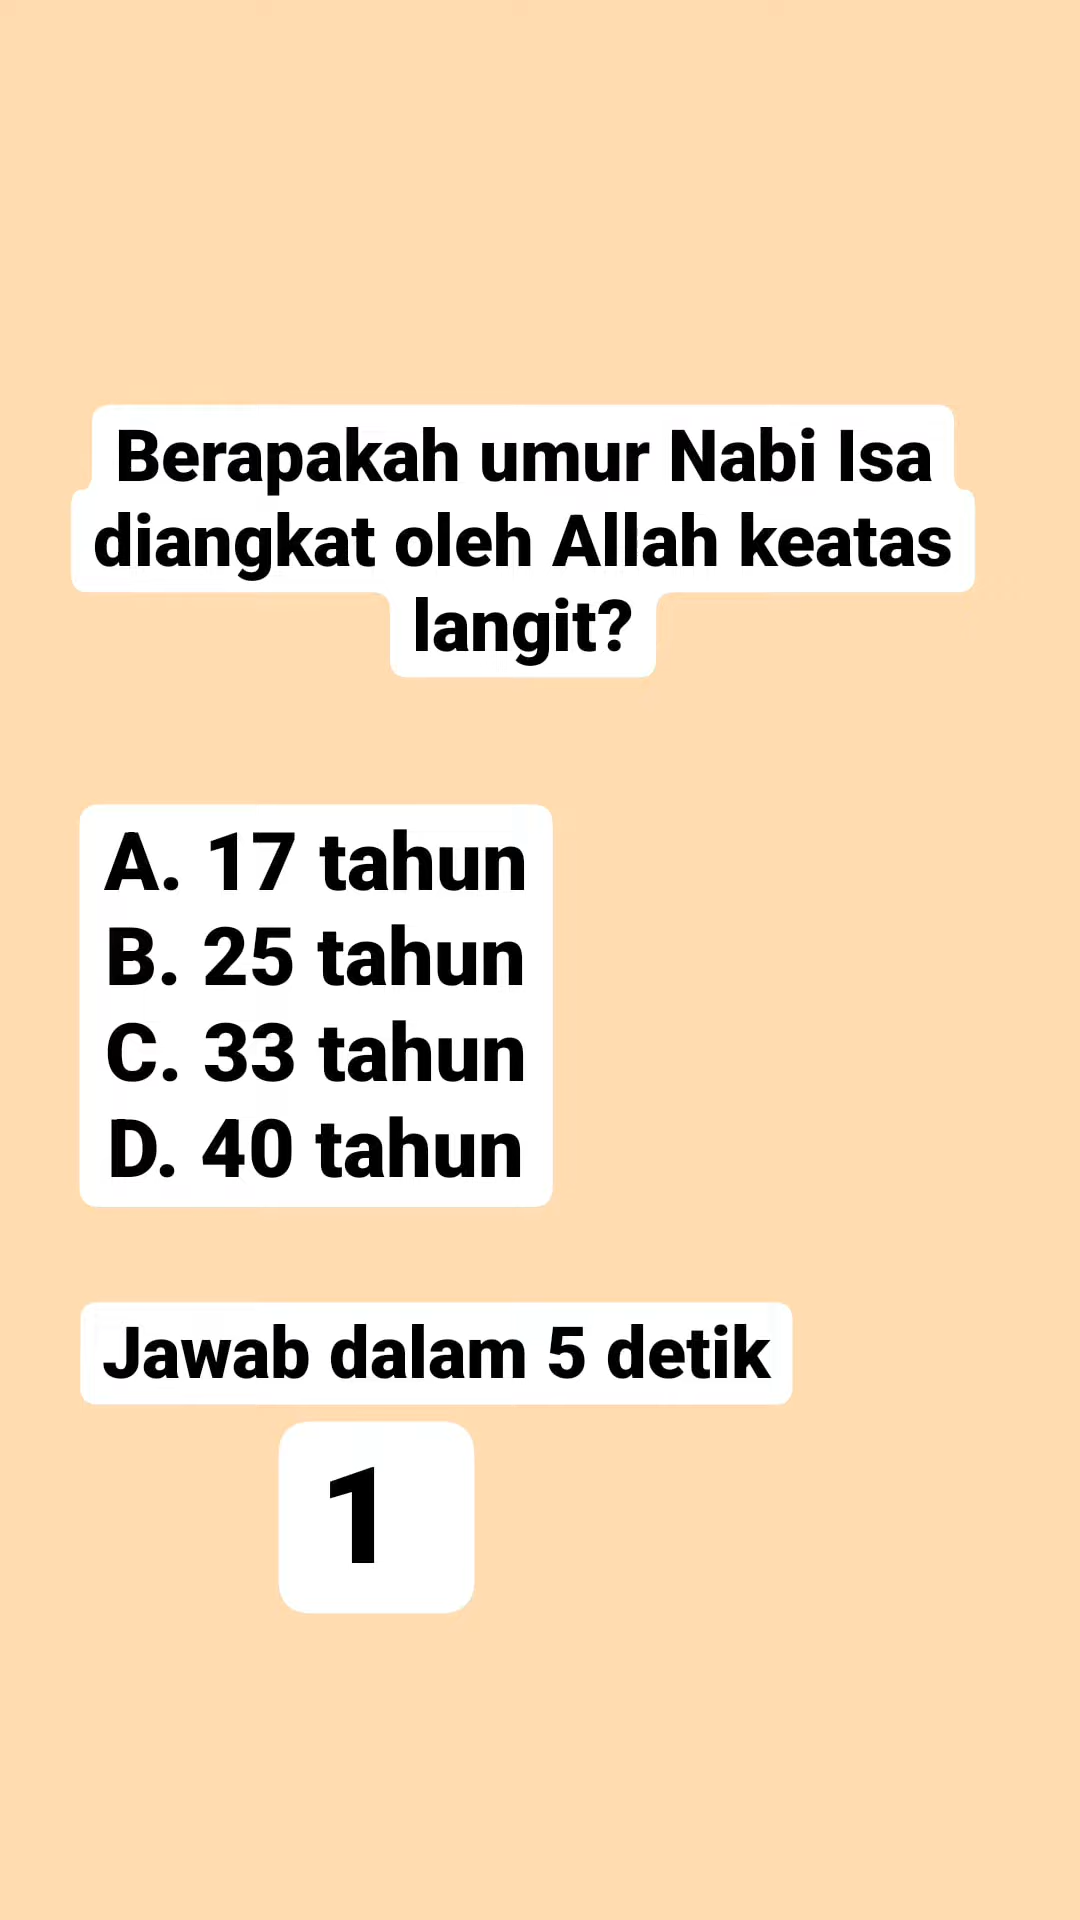 Berapakah umur Nabi Isa
diangkat oleh Allah keatas
langit?
A. 17 tahun
B. 25 tahun
C. 33 tahun
D. 40 tahun
Jawab dalam 5 detik
1